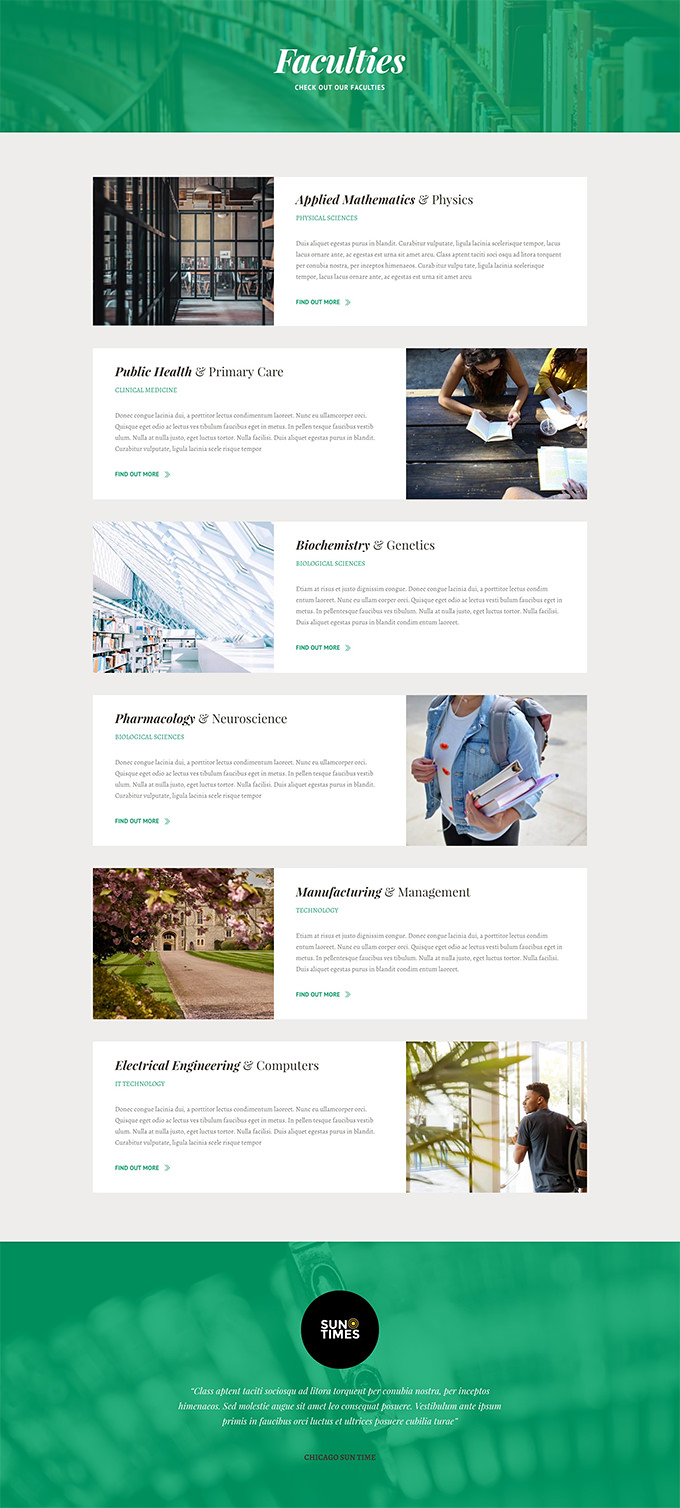 Faculties
CHECK OUT OUR FACULTIES
Applied Mathematics & Physics
PHYSICAL SCIENCES
Duis aliquet egestas purus in blandit. Curabitur vulputate, ligula lacinia scelerisque tempor, lacus
lacus ornare ante, ac egestas est urna sit amet arcu. Class aptent taciti soci osqu ad litora torquent
per conubia nostra, per inceptos himenaeos. Curab itur vulpu tate, ligula lacinia scelerisque
tempor, lacus lacus ornare ante, ac egestas est urna sit amet arcu
FIND OUT MORE
Public Health & Primary Care
CLINICAL MEDICINE
Donec congue lacinia dui, a porttitor lectus condimentum laoreet. Nunc eu ullamcorper orci.
Quisque eget odio ac lectus ves tibulum faucibus eget in metus. In pellen tesque faucibus vestib
ulum. Nulla at nulla justo, eget luctus tortor. Nulla facilisi. Duis aliquet egestas purus in blandit.
Curabitur vulputate, ligula lacinia scele risque tempor
FIND OUT MORE
Biochemistry & Genetics
BIOLOGICAL SCIENCES
Etiam at risus et justo dignissim congue. Donec congue lacinia dui, a porttitor lectus condim
entum laoreet. Nunc eu ullam corper orci. Quisque eget odio ac lectus vesti bulum faucibus eget in
metus. In pellentesque faucibus ves tibulum. Nulla at nulla justo, eget luctus tortor. Nulla facilisi.
Duis aliquet egestas purus in blandit condim entum laoreet.
FIND OUT MORE
Pharmacology & Neuroscience
BIOLOGICAL SCIENCES
Donec congue lacinia dui, a porttitor lectus condimentum laoreet. Nunc eu ullamcorper orci.
Quisque eget odio ac lectus ves tibulum faucibus eget in metus. In pellen tesque faucibus vestib
ulum. Nulla at nulla justo, eget luctus tortor. Nulla facilisi. Duis aliquet egestas purus in blandit.
Curabitur vulputate, ligula lacinia scele risque tempor
FIND OUT MORE
Manufacturing & Management
TECHNOLOGY
Etiam at risus et justo dignissim congue. Donec congue lacinia dui, a porttitor lectus condim
entum laoreet. Nunc eu ullam corper orci. Quisque eget odio ac lectus vesti bulum faucibus eget in
metus. In pellentesque faucibus ves tibulum. Nulla at nulla justo, eget luctus tortor. Nulla facilisi.
Duis aliquet egestas purus in blandit condim entum laoreet.
FIND OUT MORE
Electrical Engineering & Computers
IT TECHNOLOGY
Donec congue lacinia dui, a porttitor lectus condimentum laoreet. Nunc eu ullamcorper orci.
Quisque eget odio ac lectus ves tibulum faucibus eget in metus. In pellen tesque faucibus vestib
ulum. Nulla at nulla justo, eget luctus tortor. Nulla facilisi. Duis aliquet egestas purus in blandit.
Curabitur vulputate, ligula lacinia scele risque tempor
FIND OUT MORE
SUN
TIMES
“Class aptent taciti sociosqu ad litora torquent per conubia nostra, per inceptos
himenaeos. Sed molestie augue sit amet leo consequat posuere. Vestibulum ante ipsum
primis in faucibus orci luctus et ultrices posuere cubilia turae”
CHICAGO SUN TIME